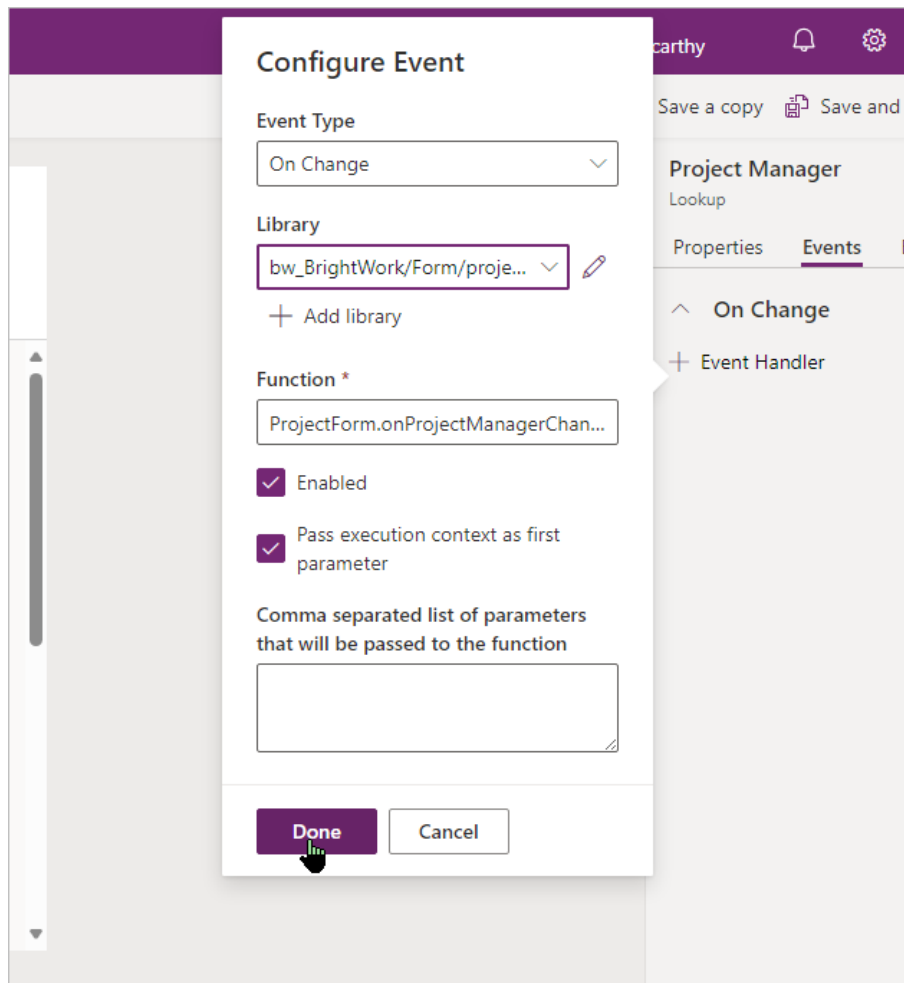 carthy
Save a copy
Save and
Configure Event
Event Type
On Change
Library
bw_BrightWork/Form/proje...
Add library
Function *
ProjectForm.onProjectManagerChan...
Enabled
Pass execution context as first
parameter
Comma separated list of parameters
that will be passed to the function
Done
Cancel
Project Manager
Lookup
Properties
Events
On Change
Event Handler